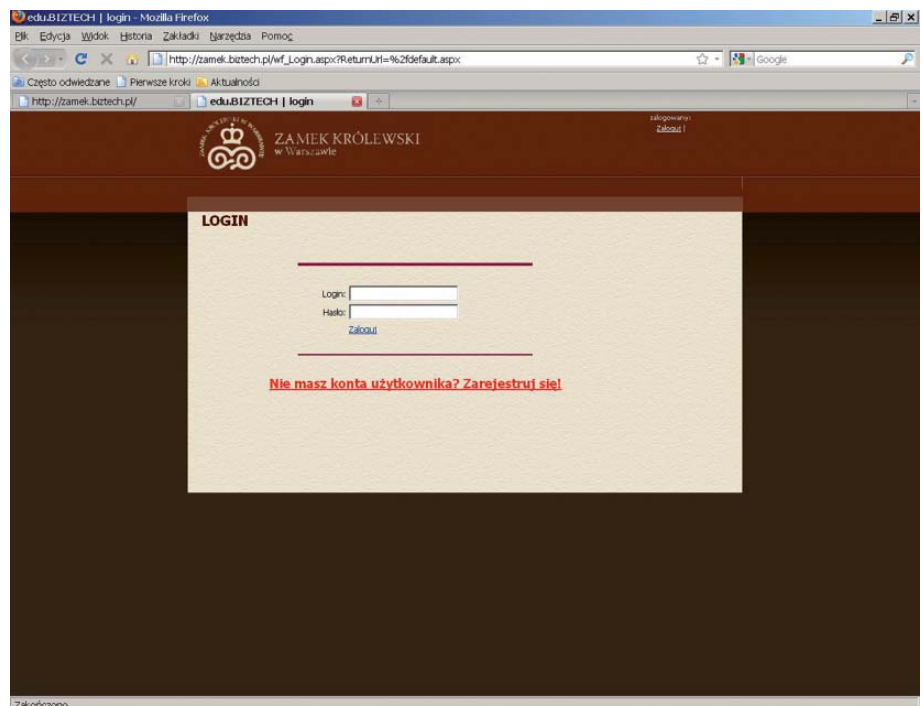 edu.BIZTECH | login - Mozilla Firefox
Plik Edycja Widok Historia Zakładki Narzędzia Pomoc
http://zamek.biztech.pl/wf_Login.aspx?ReturnUrl=%2fdefault.aspx Google
Często odwiedzane Pierwsze kroki Aktualności
http://zamek.biztech.pl/ edu.BIZTECH | login
zalogowany:
Zaloguj |
ZAMEK KRÓLEWSKI
w Warszawie
LOGIN
Login:
Hasło:
Zaloguj
Nie masz konta użytkownika? Zarejestruj się!
Zakończono